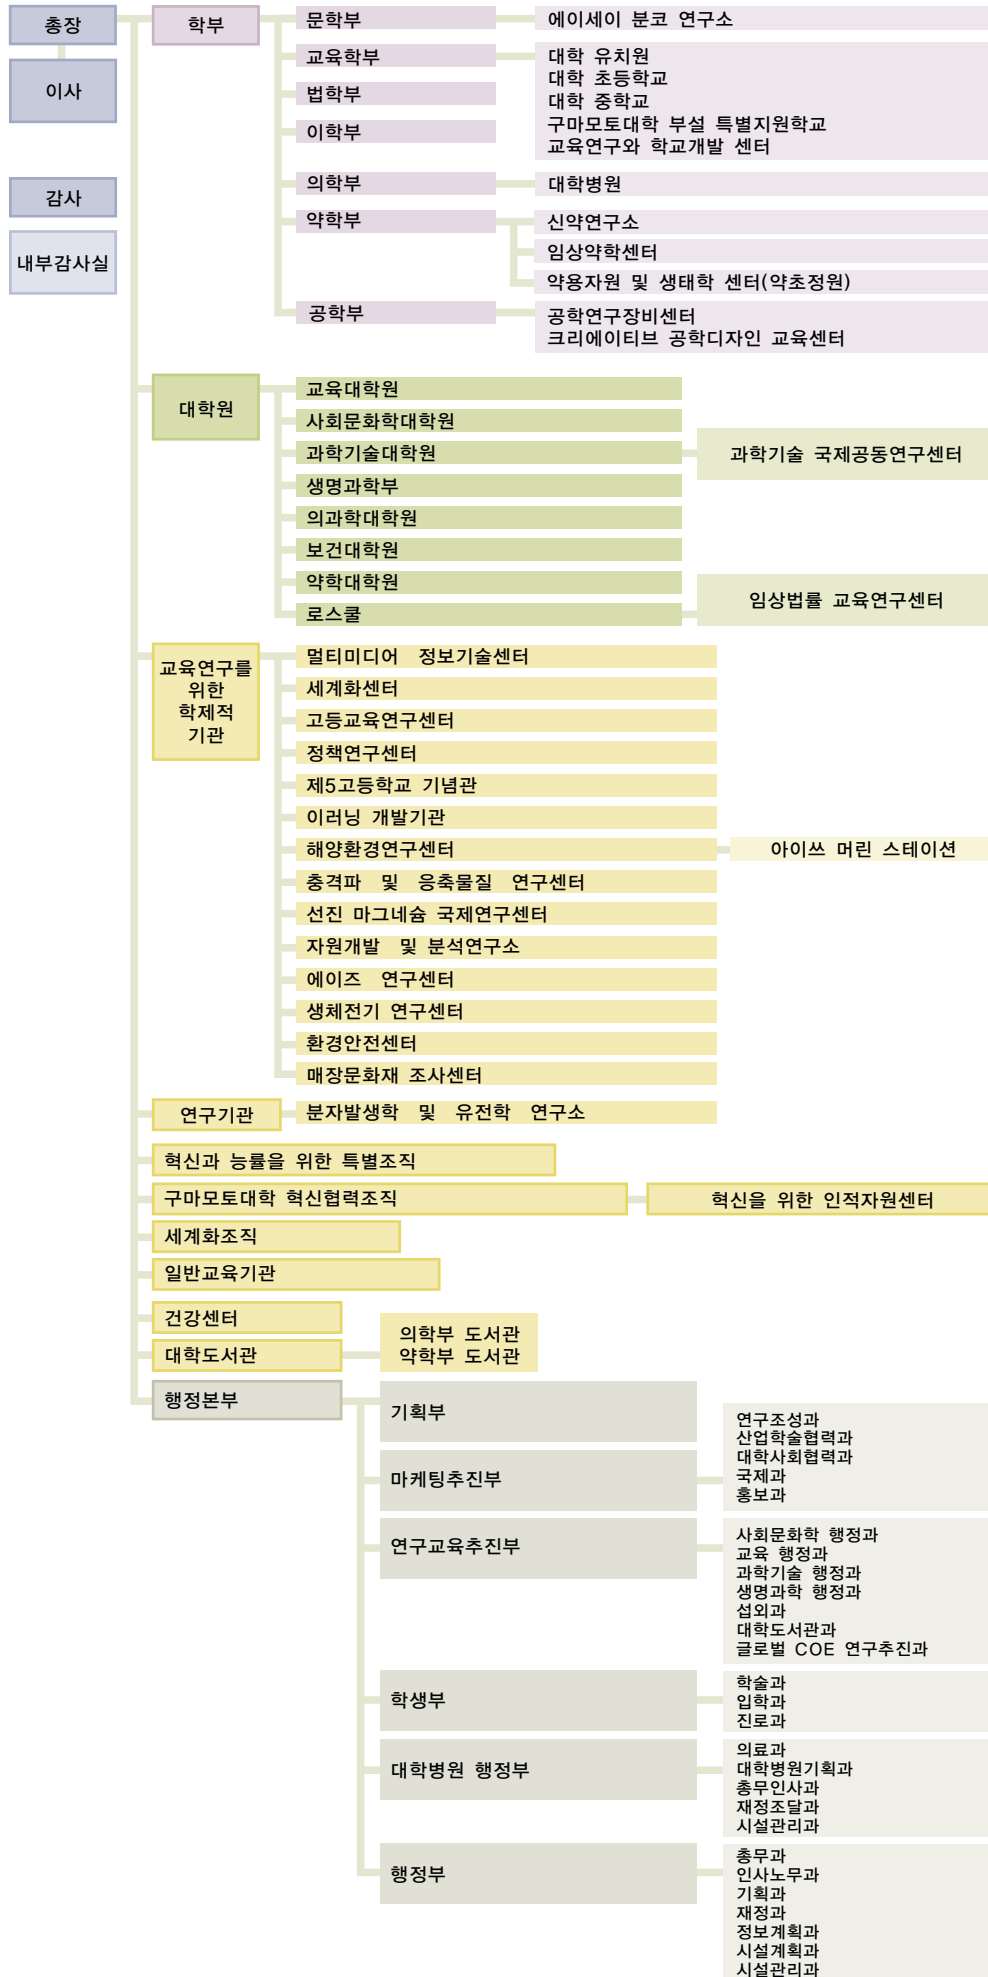 총장
이사
감사
내부감사실
학부
문학부
에이세이 분코 연구소
교육학부
대학 유치원
대학 초등학교
대학 중학교
구마모토대학 부설 특별지원학교
교육연구와 학교개발 센터
법학부
이학부
의학부
대학병원
약학부
신약연구소
임상약학센터
약용자원 및 생태학 센터(약초정원)
공학부
공학연구장비센터
크리에이티브 공학디자인 교육센터
대학원
교육대학원
사회문화학대학원
과학기술대학원
과학기술 국제공동연구센터
생명과학부
의과학대학원
보건대학원
약학대학원
로스쿨
임상법률 교육연구센터
교육연구를
위한
학제적
기관
멀티미디어 정보기술센터
세계화센터
고등교육연구센터
정책연구센터
제5고등학교 기념관
이러닝 개발기관
해양환경연구센터
아이쓰 머린 스테이션
충격파 및 응축물질 연구센터
선진 마그네슘 국제연구센터
자원개발 및 분석연구소
에이즈 연구센터
생체전기 연구센터
환경안전센터
매장문화재 조사센터
연구기관
분자발생학 및 유전학 연구소
혁신과 능률을 위한 특별조직
구마모토대학 혁신협력조직
혁신을 위한 인적자원센터
세계화조직
일반교육기관
건강센터
대학도서관
의학부 도서관
약학부 도서관
행정본부
기획부
마케팅추진부
연구조성과
산업학술협력과
대학사회협력과
국제과
홍보과
연구교육추진부
사회문화학 행정과
교육 행정과
과학기술 행정과
생명과학 행정과
섭외과
대학도서관과
글로벌 COE 연구추진과
학생부
학술과
입학과
진로과
대학병원 행정부
의료과
대학병원기획과
총무인사과
재정조달과
시설관리과
행정부
총무과
인사노무과
기획과
재정과
정보계획과
시설계획과
시설관리과